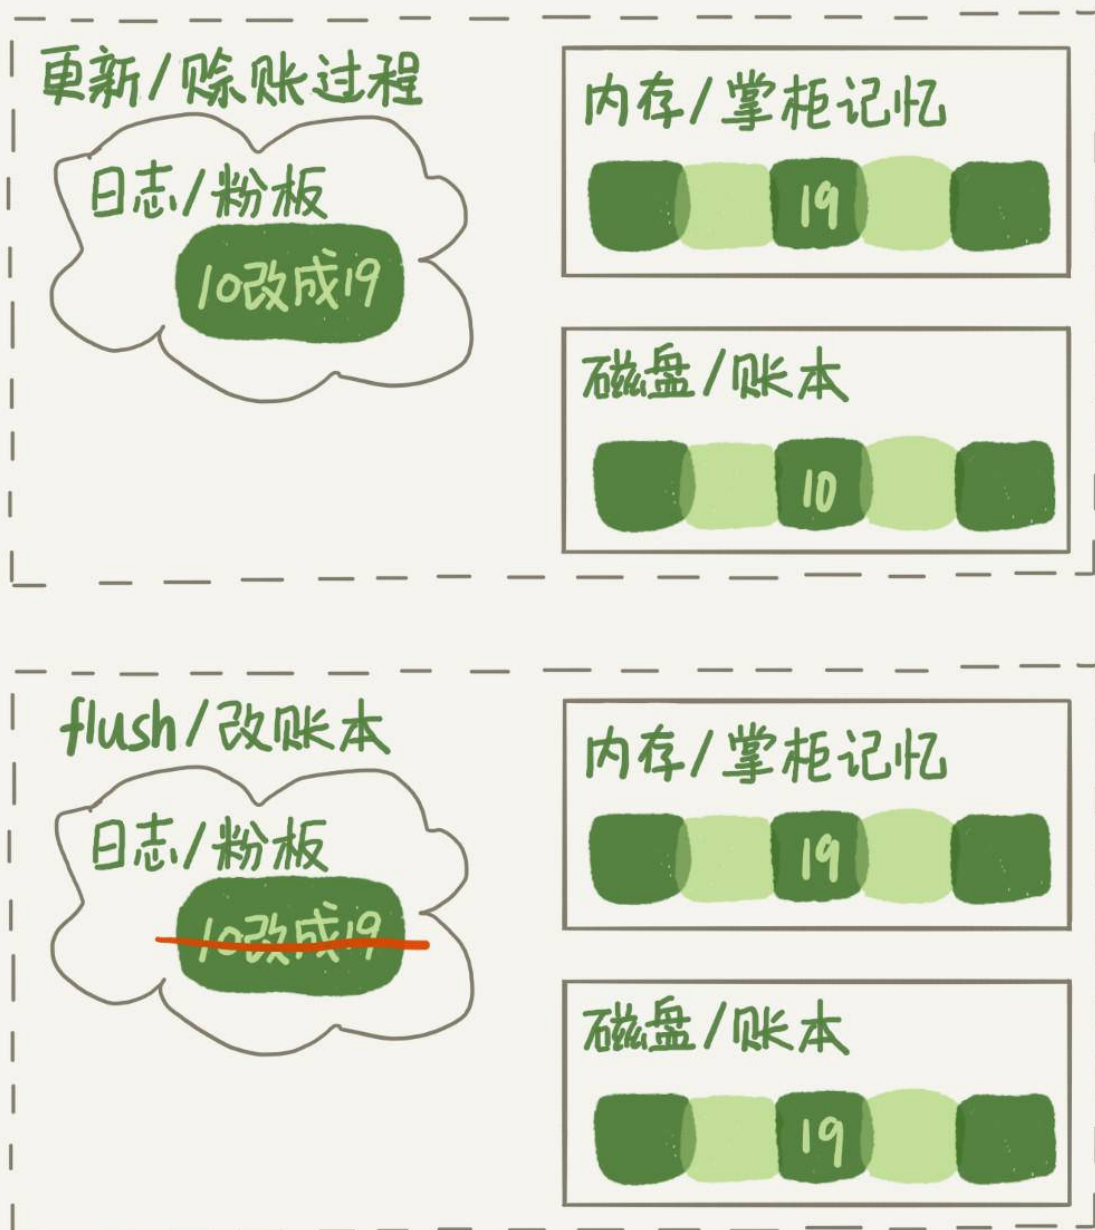 更新/赊账过程
日志/粉板
10改成19
内存/掌柜记忆
19
磁盘/账本
10
flush/改账本
日志/粉板
10改成19
内存/掌柜记忆
19
磁盘/账本
19